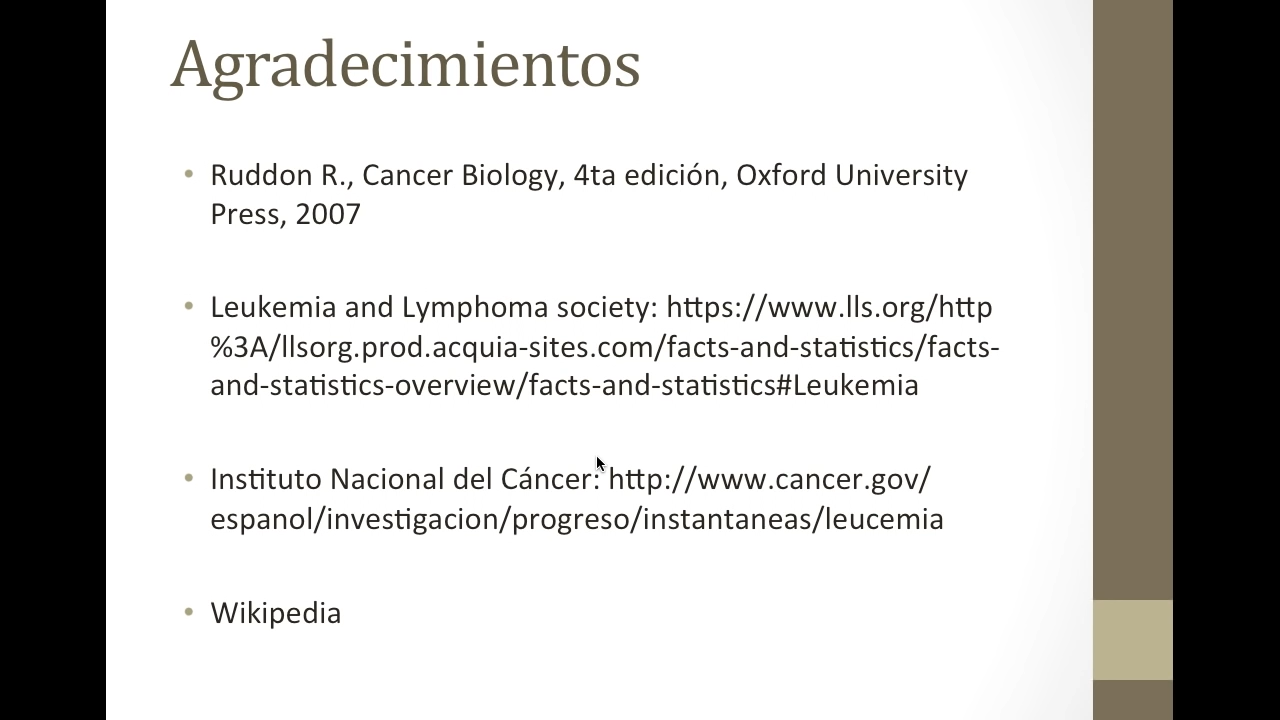 Agradecimientos
• Ruddon R., Cancer Biology, 4ta edición, Oxford University
Press, 2007
• Leukemia and Lymphoma society: https://www.lls.org/http
%3A/llsorg.prod.acquia-sites.com/facts-and-statistics/facts-
and-statistics-overview/facts-and-statistics#Leukemia
• Instituto Nacional del Cáncer: http://www.cancer.gov/
espanol/investigacion/progreso/instantaneas/leucemia
• Wikipedia